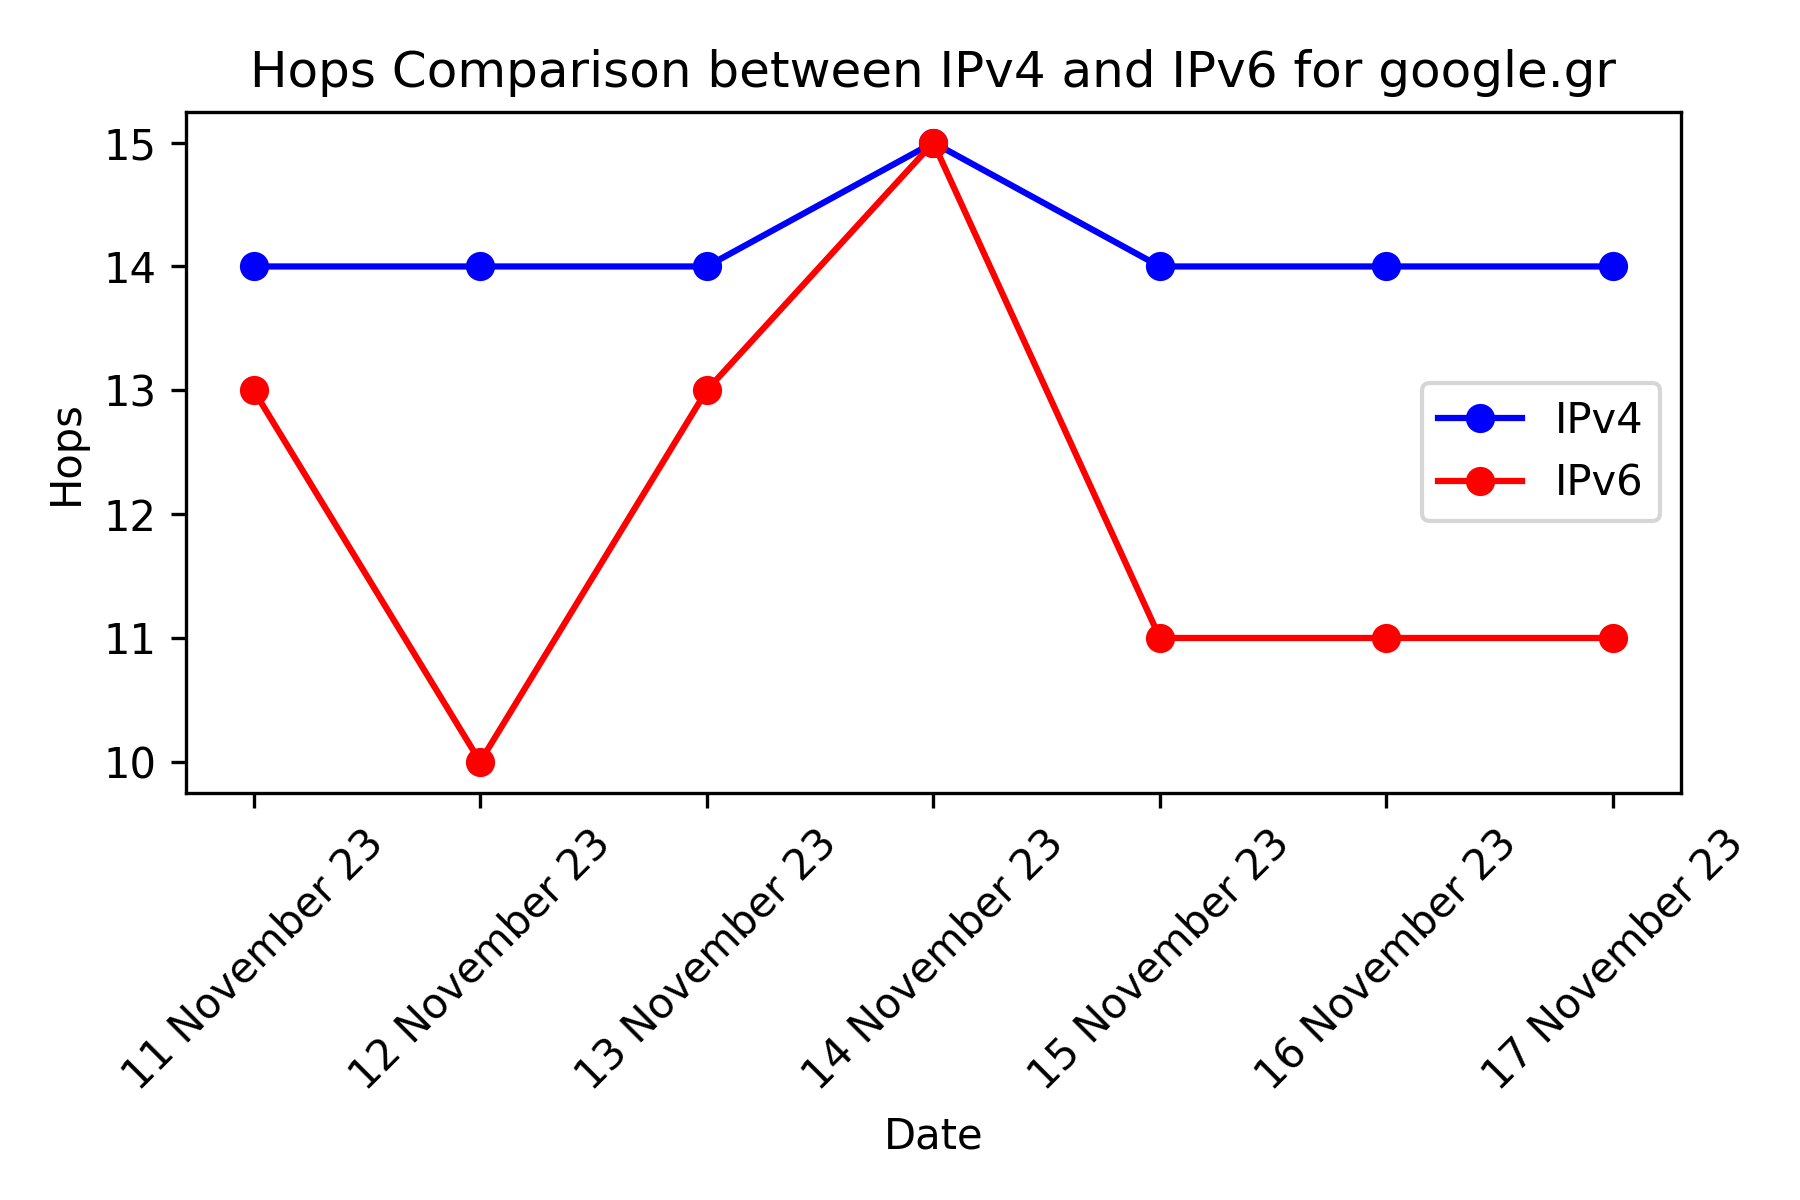 Hops Comparison between IPv4 and IPv6 for google.gr
15
14
13
12
11
10
Hops
IPv4
IPv6
11 November 23
12 November 23
13 November 23
14 November 23
15 November 23
16 November 23
17 November 23
Date